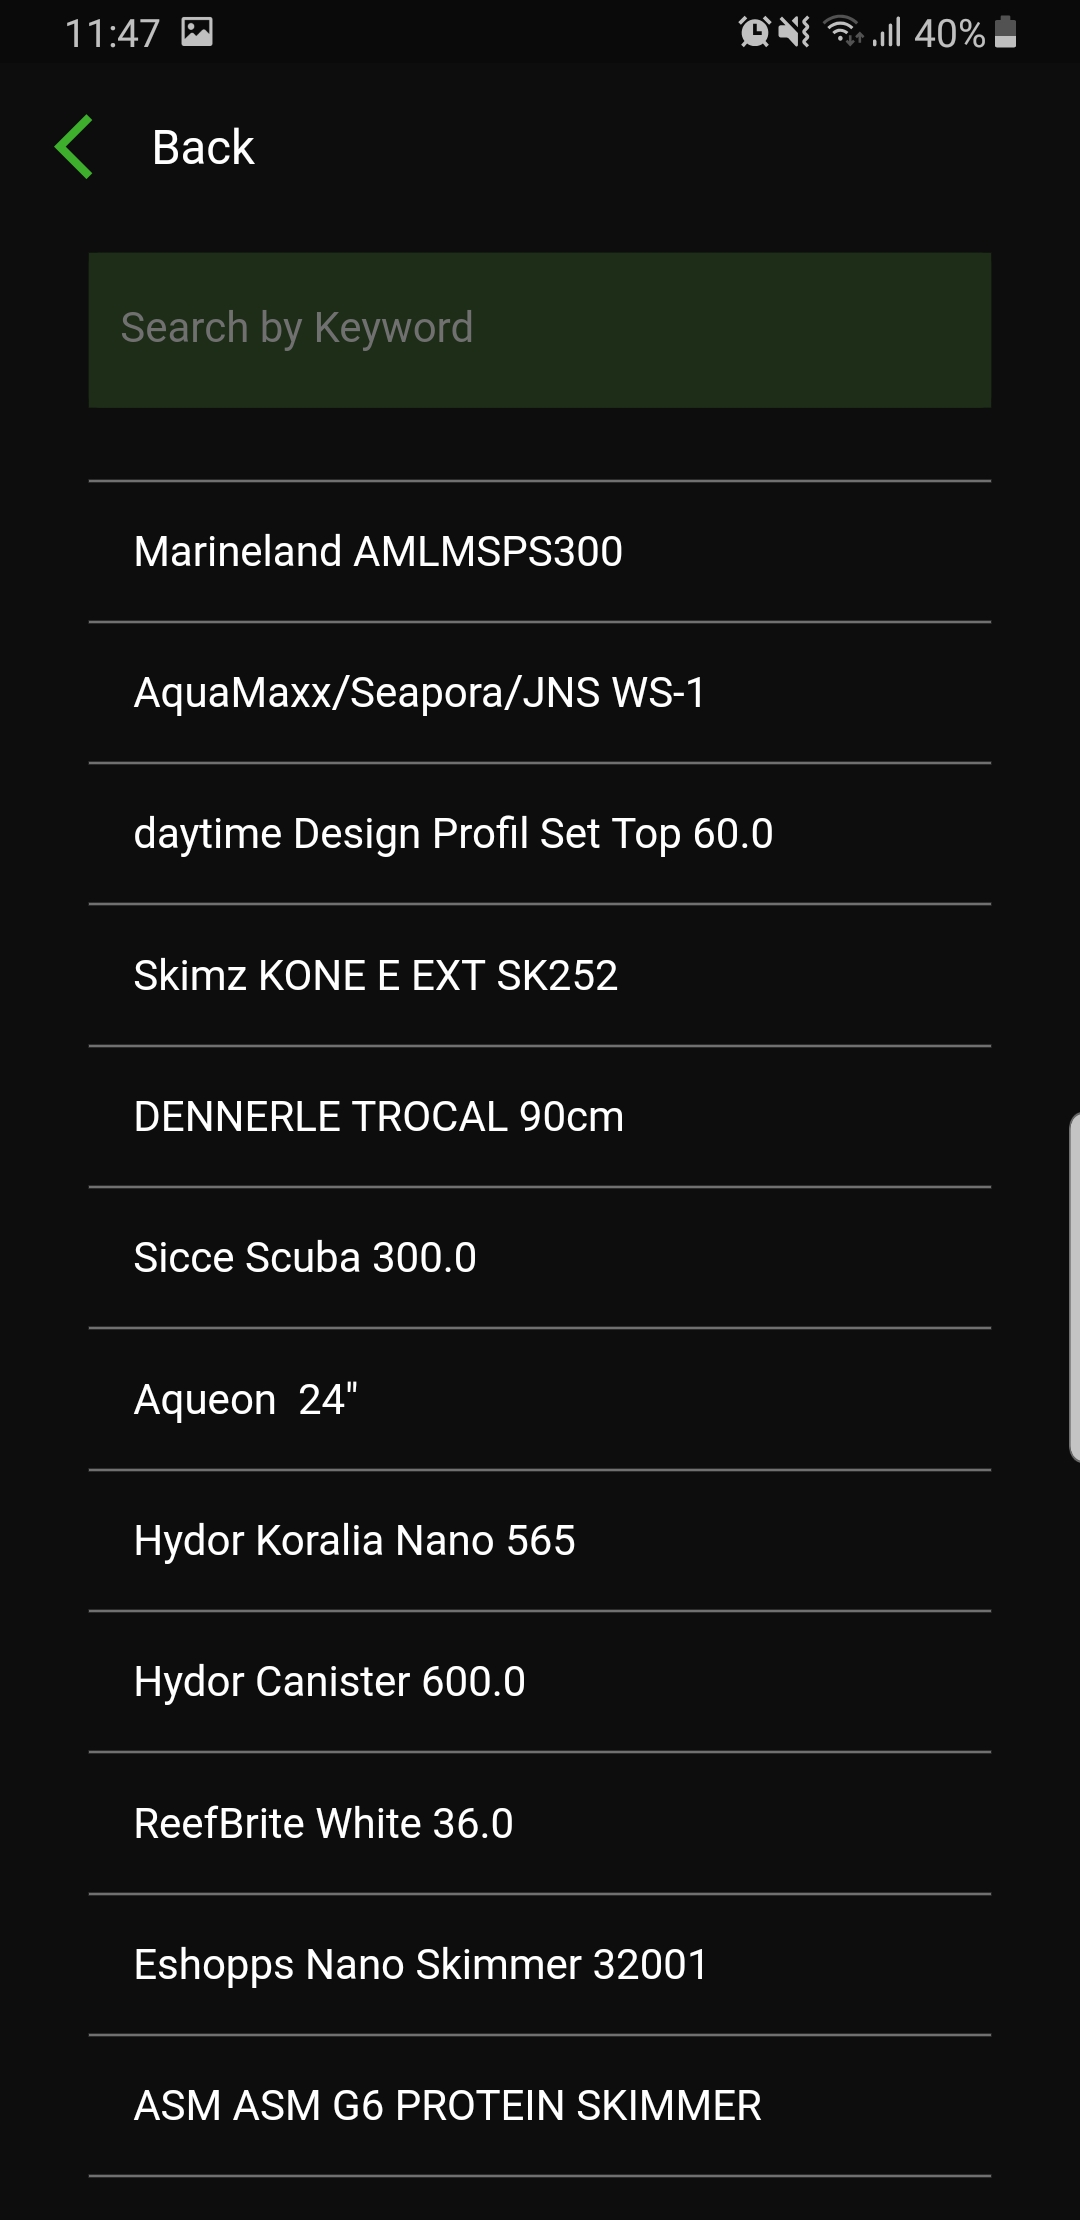 11:47
40%
Back
Search by Keyword
Marineland AMLMSPS300
AquaMaxx/Seapora/JNS WS-1
daytime Design Profil Set Top 60.0
Skimz KONE E EXT SK252
DENNERLE TROCAL 90cm
Sicce Scuba 300.0
Aqueon  24"
Hydor Koralia Nano 565
Hydor Canister 600.0
ReefBrite White 36.0
Eshopps Nano Skimmer 32001
ASM ASM G6 PROTEIN SKIMMER